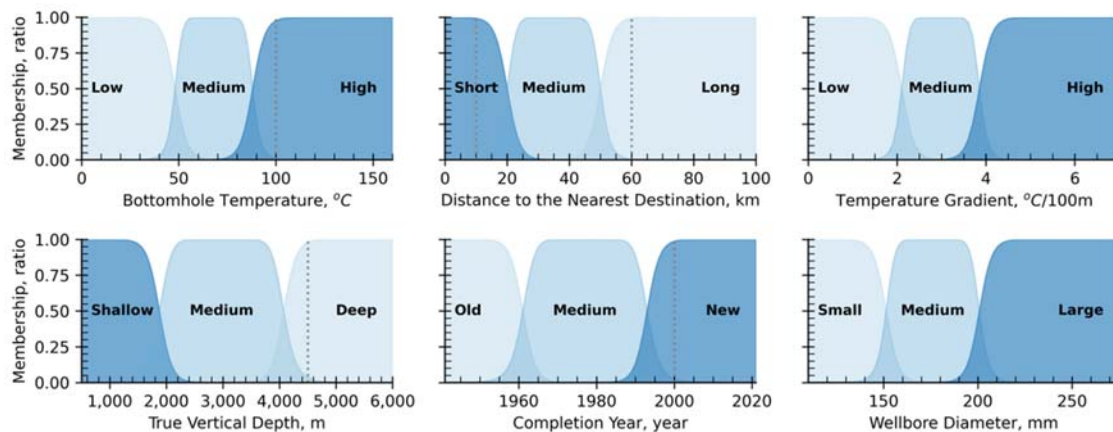 Membership, ratio
1.00
0.75
0.50
0.25
0.00
Low Medium High
0 50 100 150
Bottomhole Temperature, °C
Short Medium Long
0 20 40 60 80 100
Distance to the Nearest Destination, km
Low Medium High
0 2 4 6
Temperature Gradient, °C/100m
Membership, ratio
1.00
0.75
0.50
0.25
0.00
Shallow Medium Deep
1,000 2,000 3,000 4,000 5,000 6,000
True Vertical Depth, m
Old Medium New
1960 1980 2000 2020
Completion Year, year
Small Medium Large
150 200 250
Wellbore Diameter, mm